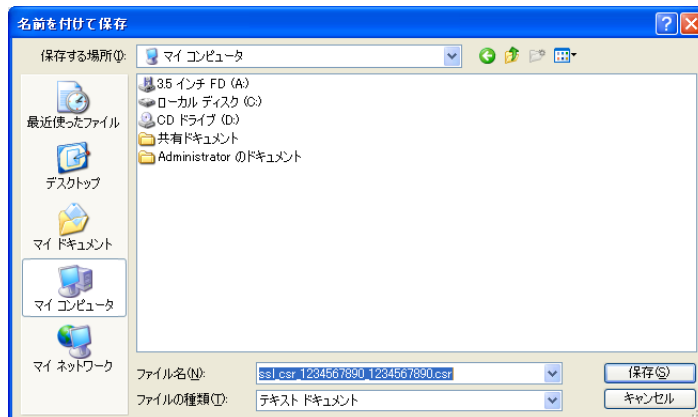 名前を付けて保存
保存する場所(I):
マイ コンピュータ
最近使ったファイル
デスクトップ
マイ ドキュメント
マイ コンピュータ
マイ ネットワーク
3.5 インチ FD (A:)
ローカル ディスク (C:)
CD ドライブ (D:)
共有ドキュメント
Administrator のドキュメント
ファイル名(N):
ssl_csr_1234567890_1234567890.csr
保存(S)
ファイルの種類(T):
テキスト ドキュメント
キャンセル